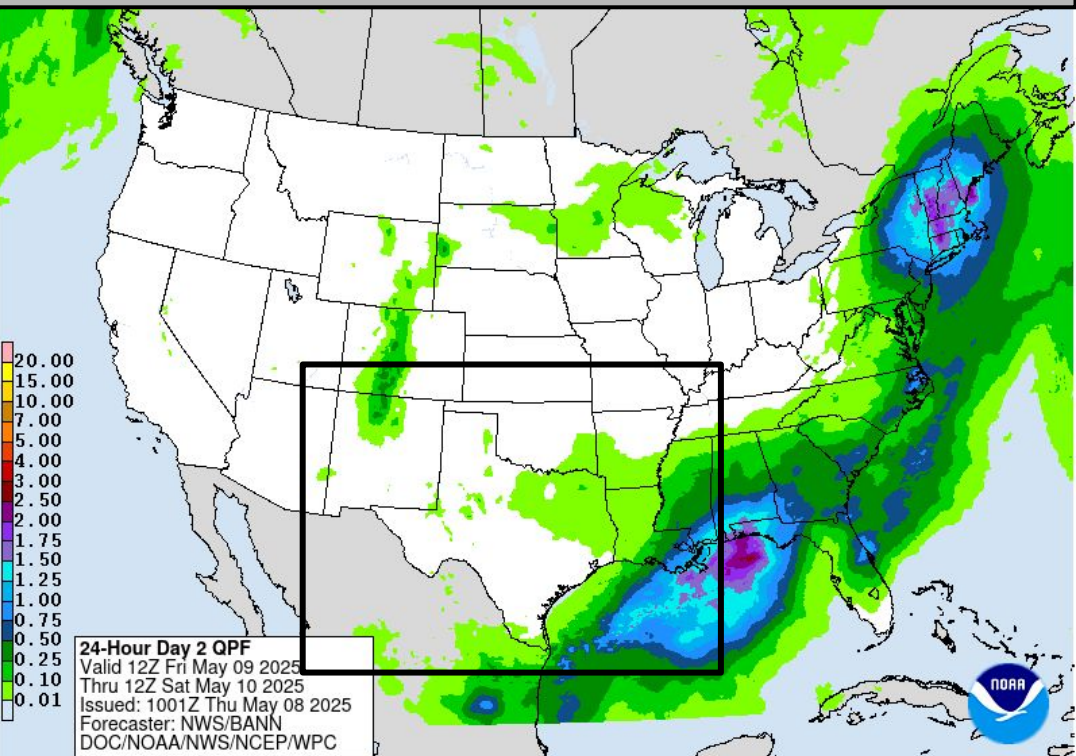 20.00
15.00
10.00
7.00
5.00
4.00
3.00
2.50
2.00
1.75
1.50
1.25
1.00
0.75
0.50
0.25
0.10
0.01
24-Hour Day 2 QPF
Valid 12Z Fri May 09 2025
Thru 12Z Sat May 10 2025
Issued: 1001Z Thu May 08 2025
Forecaster: NWS/BANN
DOC/NOAA/NWS/NCEP/WPC
NOAA